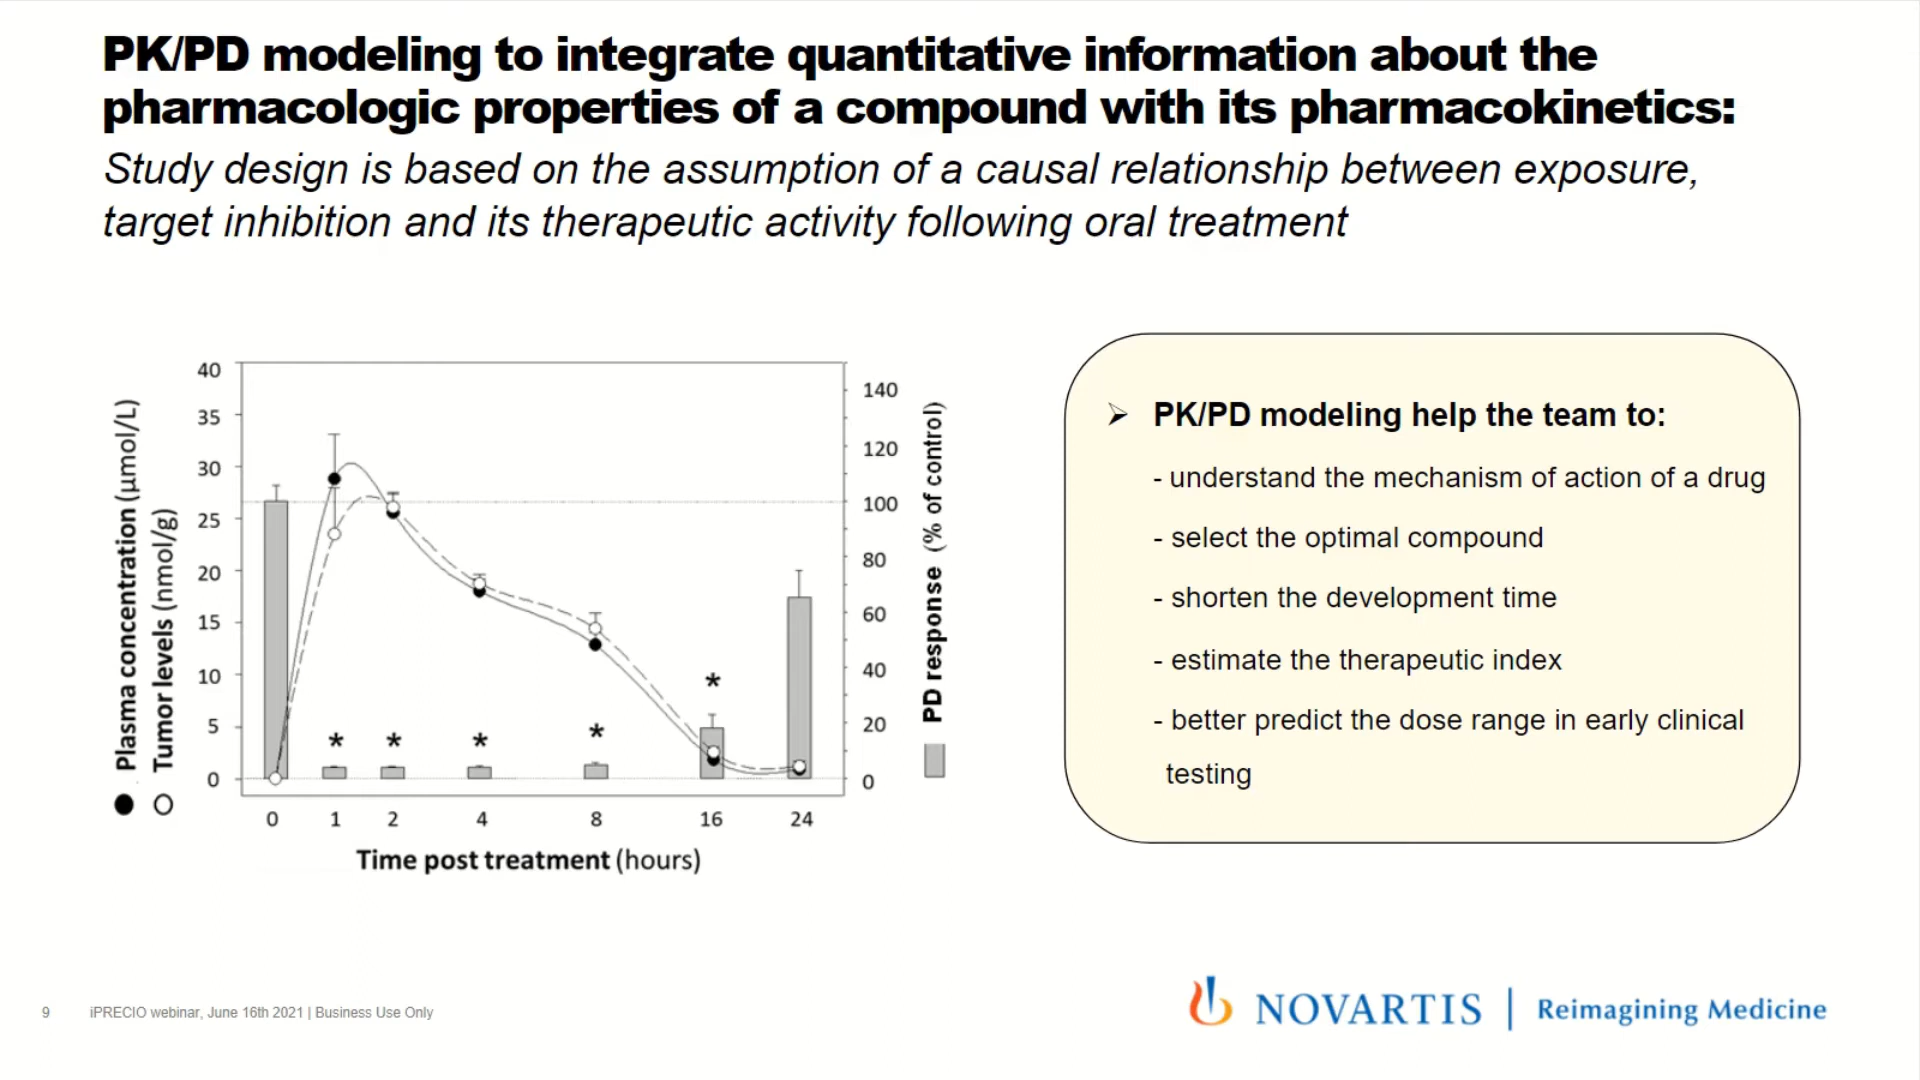 PK/PD modeling to integrate quantitative information about the
pharmacologic properties of a compound with its pharmacokinetics:
Study design is based on the assumption of a causal relationship between exposure,
target inhibition and its therapeutic activity following oral treatment
Plasma concentration (µmol/L)
Tumor levels (nmol/g)
40
35
30
25
20
15
10
5
0
140
120
100
80
60
40
20
0
PD response (% of control)
* * * * *
0 1 2 4 8 16 24
Time post treatment (hours)
➢ PK/PD modeling help the team to:
- understand the mechanism of action of a drug
- select the optimal compound
- shorten the development time
- estimate the therapeutic index
- better predict the dose range in early clinical
testing
9 iPRECIO webinar, June 16th 2021 | Business Use Only
NOVARTIS | Reimagining Medicine